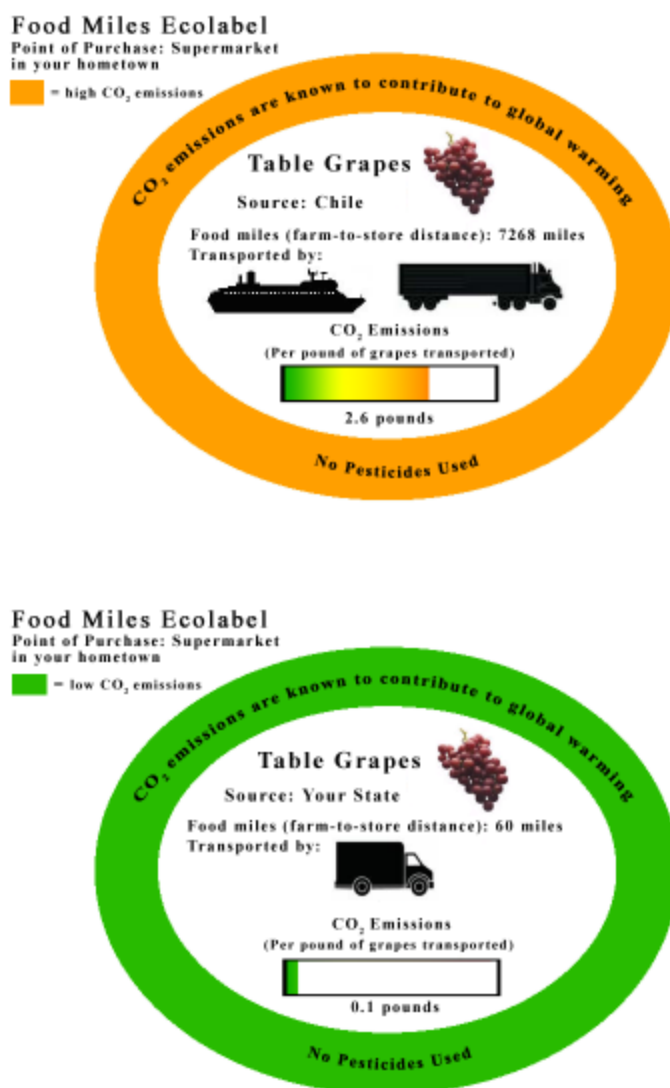 Food Miles Ecolabel
Point of Purchase: Supermarket
in your hometown
= high CO₂ emissions
CO₂ emissions are known to contribute to global warming
Table Grapes
Source: Chile
Food miles (farm-to-store distance): 7268 miles
Transported by:
CO₂ Emissions
(Per pound of grapes transported)
2.6 pounds
No Pesticides Used
Food Miles Ecolabel
Point of Purchase: Supermarket
in your hometown
= low CO₂ emissions
CO₂ emissions are known to contribute to global warming
Table Grapes
Source: Your State
Food miles (farm-to-store distance): 60 miles
Transported by:
CO₂ Emissions
(Per pound of grapes transported)
0.1 pounds
No Pesticides Used